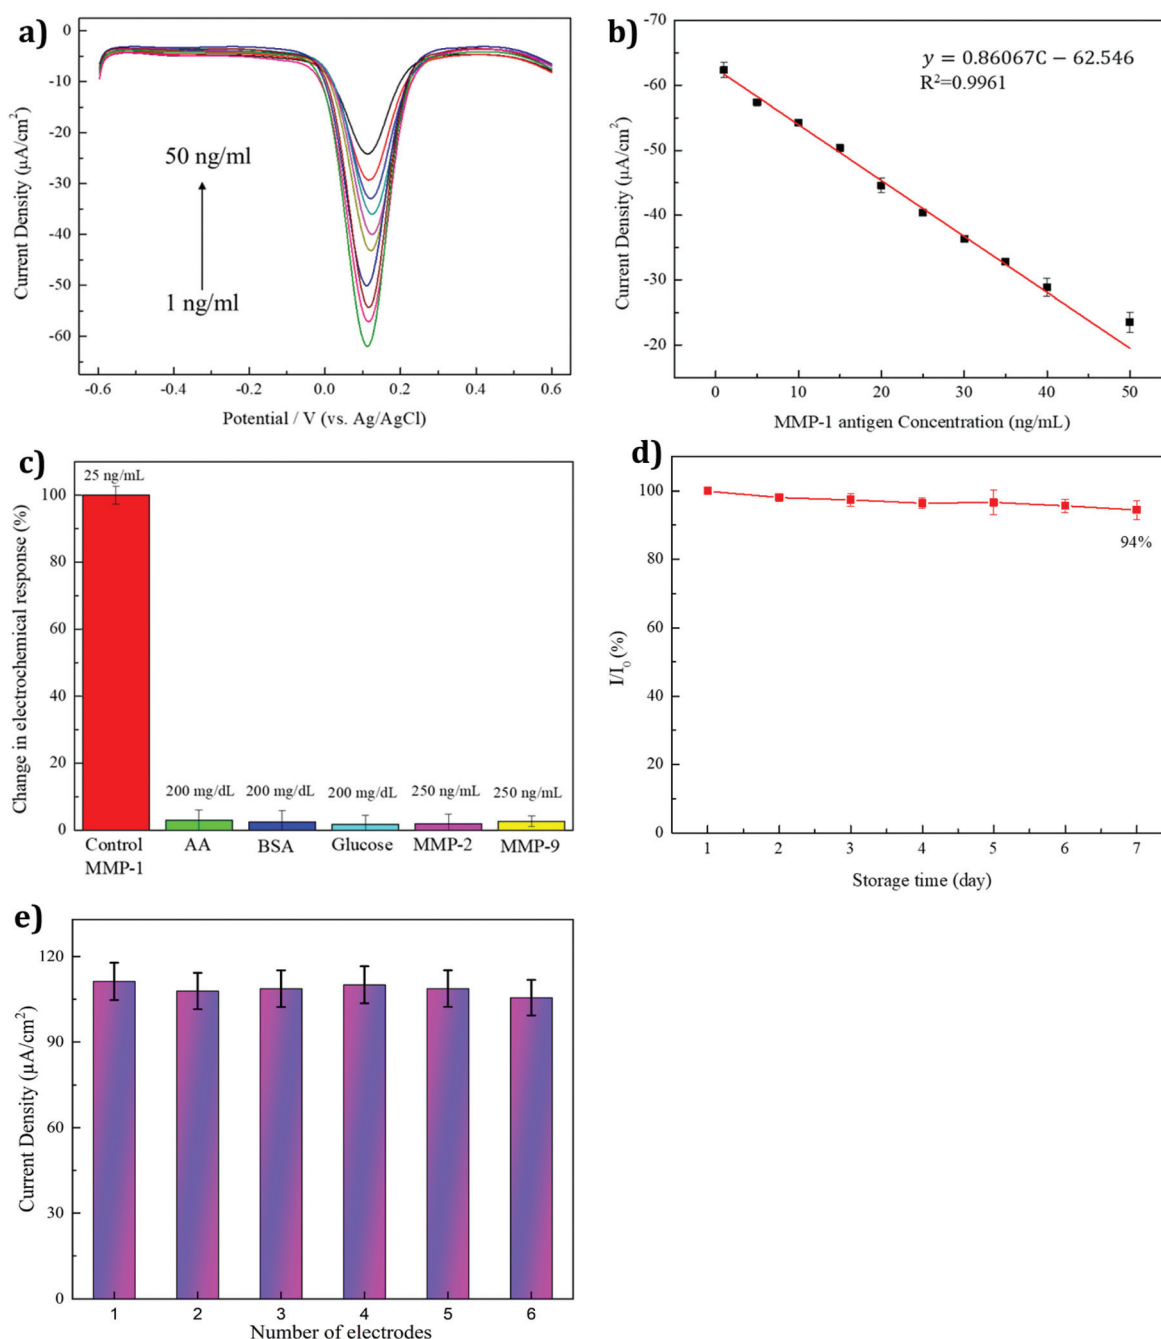 a)
0
-10
-20
-30
-40
-50
-60
Current Density (µA/cm²)
50 ng/ml
1 ng/ml
-0.6
-0.4
-0.2
0.0
0.2
0.4
0.6
Potential / V (vs. Ag/AgCl)
b)
-70
-60
-50
-40
-30
-20
Current Density (µA/cm²)
y = 0.86067C − 62.546
R²=0.9961
0
10
20
30
40
50
MMP-1 antigen Concentration (ng/mL)
c)
100
80
60
40
20
0
Change in electrochemical response (%)
25 ng/mL
200 mg/dL
200 mg/dL
200 mg/dL
250 ng/mL
250 ng/mL
Control
MMP-1
AA
BSA
Glucose
MMP-2
MMP-9
d)
100
80
60
40
20
0
I/I₀ (%)
94%
1
2
3
4
5
6
7
Storage time (day)
e)
120
90
60
30
0
Current Density (µA/cm²)
1
2
3
4
5
6
Number of electrodes